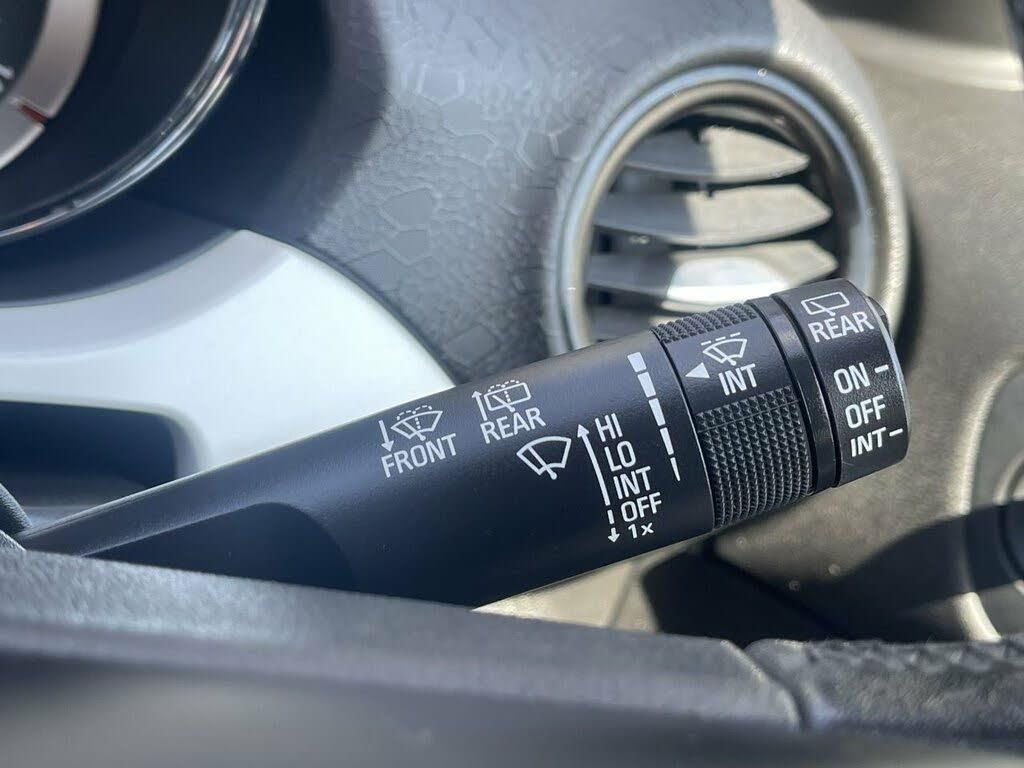 FRONT
REAR
HI
LO
INT
OFF
1x
INT
REAR
ON
OFF
INT